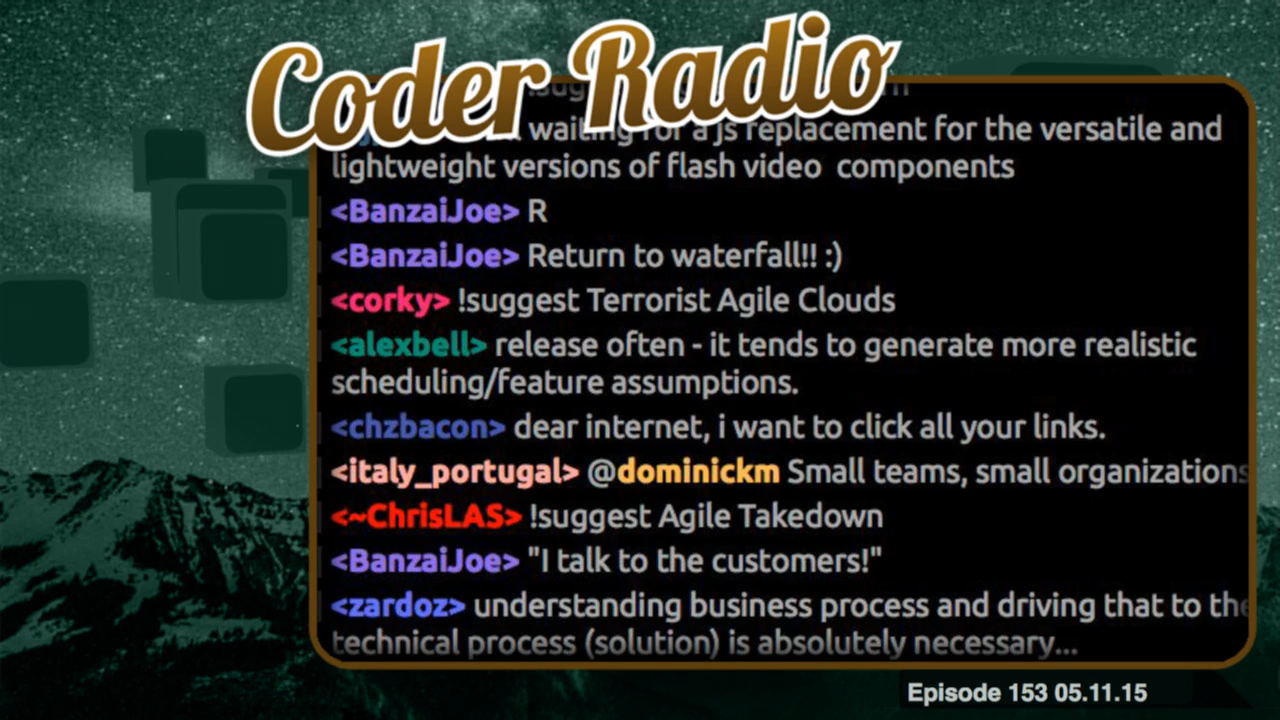 Coder Radio
waiting for a js replacement for the versatile and
lightweight versions of flash video components
<BanzaiJoe> R
<BanzaiJoe> Return to waterfall!! :)
<corky> !suggest Terrorist Agile Clouds
<alexbell> release often - it tends to generate more realistic
scheduling/feature assumptions.
<chzbacon> dear internet, i want to click all your links.
<italy_portugal> @dominickm Small teams, small organizations
<~ChrisLAS> !suggest Agile Takedown
<BanzaiJoe> "I talk to the customers!"
<zardoz> understanding business process and driving that to the
technical process (solution) is absolutely necessary...
Episode 153 05.11.15